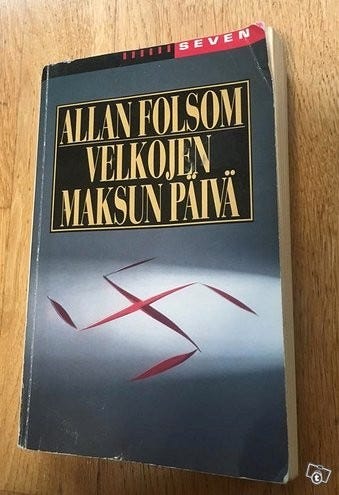 SEVEN
ALLAN FOLSOM
VELKOJEN
MAKSUN PÄIVÄ